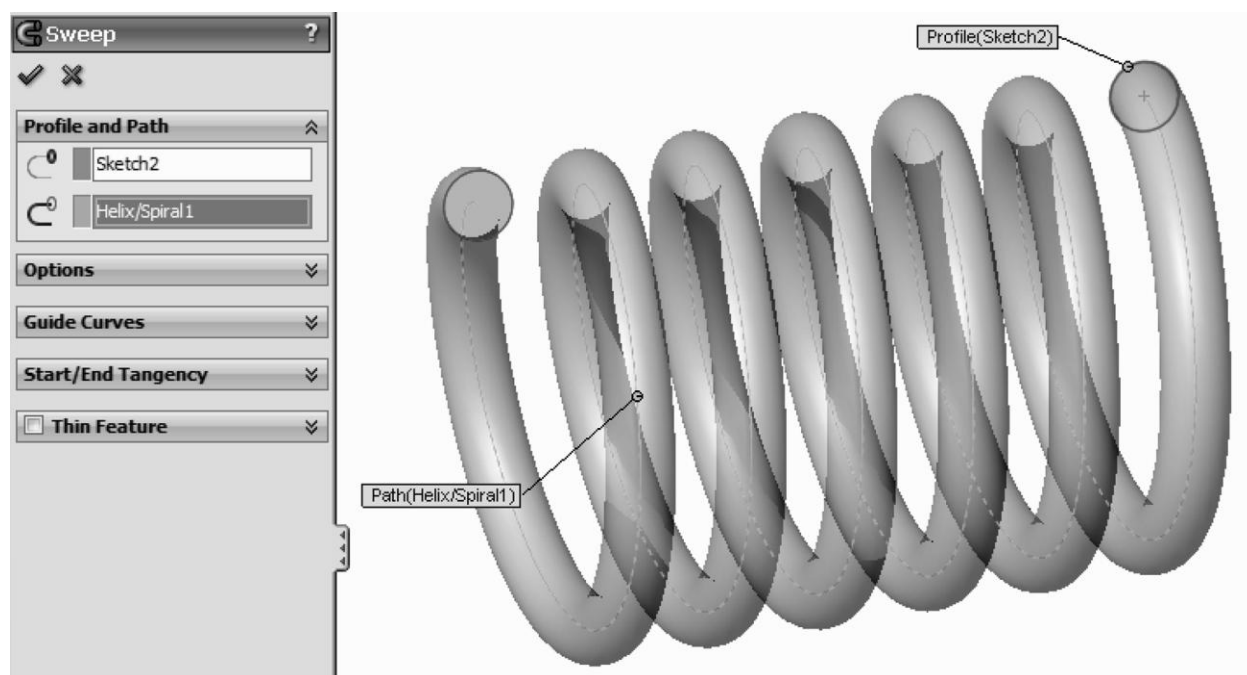 Sweep ?
Profile and Path
Sketch2
Helix/Spiral1
Options
Guide Curves
Start/End Tangency
Thin Feature
Profile(Sketch2)
Path(Helix/Spiral1)